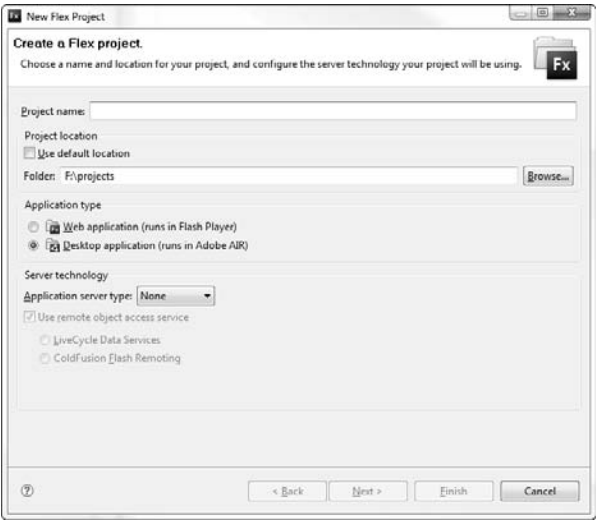 Fx New Flex Project
Create a Flex project.
Choose a name and location for your project, and configure the server technology your project will be using.
Fx
Project name:
Project location
Use default location
Folder: F:\projects
Browse...
Application type
Web application (runs in Flash Player)
Desktop application (runs in Adobe AIR)
Server technology
Application server type: None
Use remote object access service
LiveCycle Data Services
ColdFusion Flash Remoting
?
< Back
Next >
Finish
Cancel